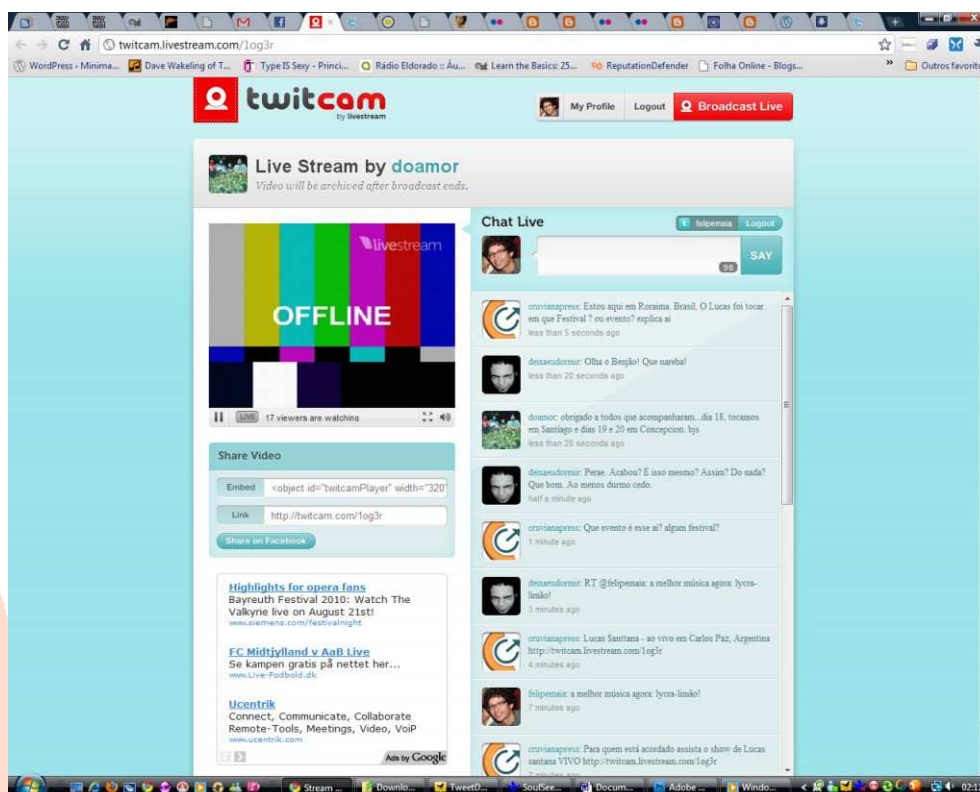 twitcam.livestream.com/1og3r
WordPress › Minima... Dave Wakeling of T... Type IS Sexy - Princi... Rádio Eldorado :: Áu... Learn the Basics: 25... ReputationDefender Folha Online - Blogs... » Outros favorito
twitcam
by livestream
My Profile Logout Broadcast Live
Live Stream by doamor
Video will be archived after broadcast ends.
livestream
OFFLINE
LIVE 17 viewers are watching
Share Video
Embed <object id="twitcamPlayer" width="320"
Link http://twitcam.com/1og3r
Share on Facebook
Highlights for opera fans
Bayreuth Festival 2010: Watch The
Valkyrie live on August 21st!
www.siemens.com/festivalnight
FC Midtjylland v AaB Live
Se kampen gratis på nettet her...
www.Live-Fodbold.dk
Ucentrik
Connect, Communicate, Collaborate
Remote-Tools, Meetings, Video, VoiP
www.ucentrik.com
Ads by Google
Chat Live
felipemais Logout
98
SAY
cruvianapress: Estou aqui em Roraima. Brasil. O Lucas foi tocar
em que Festival ? ou evento? explica ai
less than 5 seconds ago
deixaeudormir: Olha o Benjão! Que nareba!
less than 20 seconds ago
doamor: obrigado a todos que acompanharam...dia 18, tocamos
em Santiago e dias 19 e 20 em Concepcion. bjs
less than 20 seconds ago
deixaeudormir: Perae. Acabou? É isso mesmo? Assim? Do nada?
Que bom. Ao menos durmo cedo.
half a minute ago
cruvianapress: Que evento é esse ai? algum festival?
1 minute ago
deixaeudormir: RT @felipemais: a melhor música agora: lycra-
limão!
3 minutes ago
cruvianapress: Lucas Santtana - ao vivo em Carlos Paz, Argentina
http://twitcam.livestream.com/1og3r
4 minutes ago
felipemais: a melhor música agora: lycra-limão!
7 minutes ago
cruvianapress: Para quem está acordado assista o show de Lucas
santana VIVO http://twitcam.livestream.com/1og3r
7 minutes ago
Stream ... Downlo... TweetD... SoulSee... Docum... Adobe ... Windo...